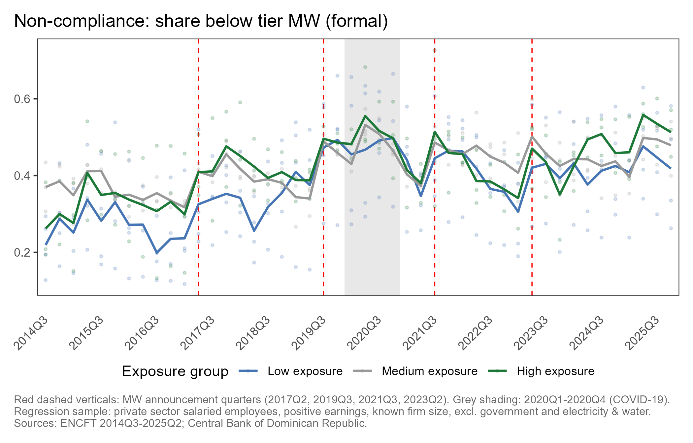 Non-compliance: share below tier MW (formal)
0.6
0.4
0.2
2014Q3
2015Q3
2016Q3
2017Q3
2018Q3
2019Q3
2020Q3
2021Q3
2022Q3
2023Q3
2024Q3
2025Q3
Exposure group
Low exposure
Medium exposure
High exposure
Red dashed verticals: MW announcement quarters (2017Q2, 2019Q3, 2021Q3, 2023Q2). Grey shading: 2020Q1-2020Q4 (COVID-19).
Regression sample: private sector salaried employees, positive earnings, known firm size, excl. government and electricity & water.
Sources: ENCFT 2014Q3-2025Q2; Central Bank of Dominican Republic.